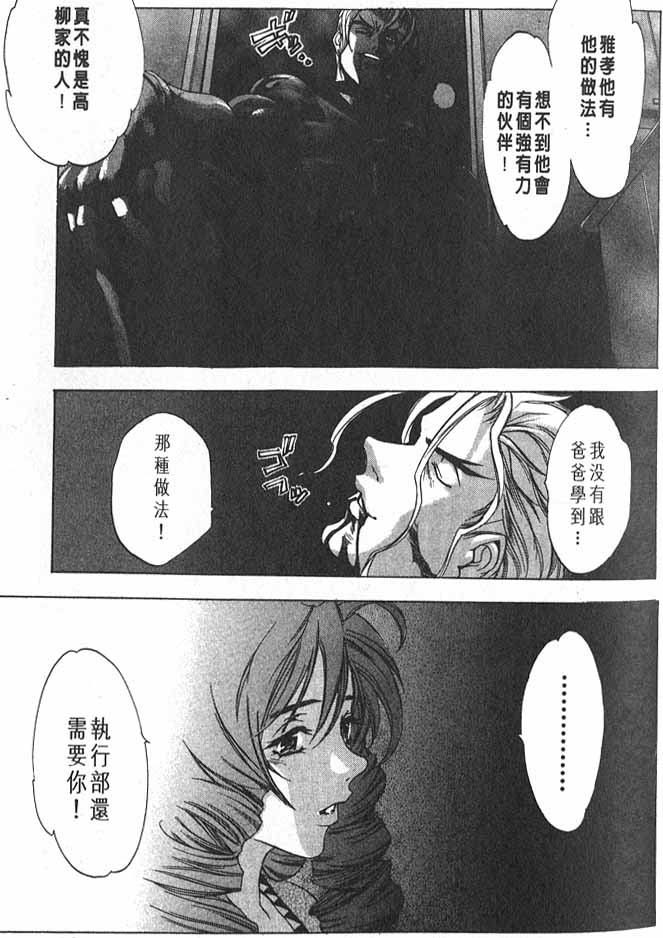 雅孝他有
他的做法…
想不到他會
有個強有力
的伙伴！
真不愧是高
柳家的人！
我没有跟
爸爸學到…
那種做法！
……………
執行部還
需要你！